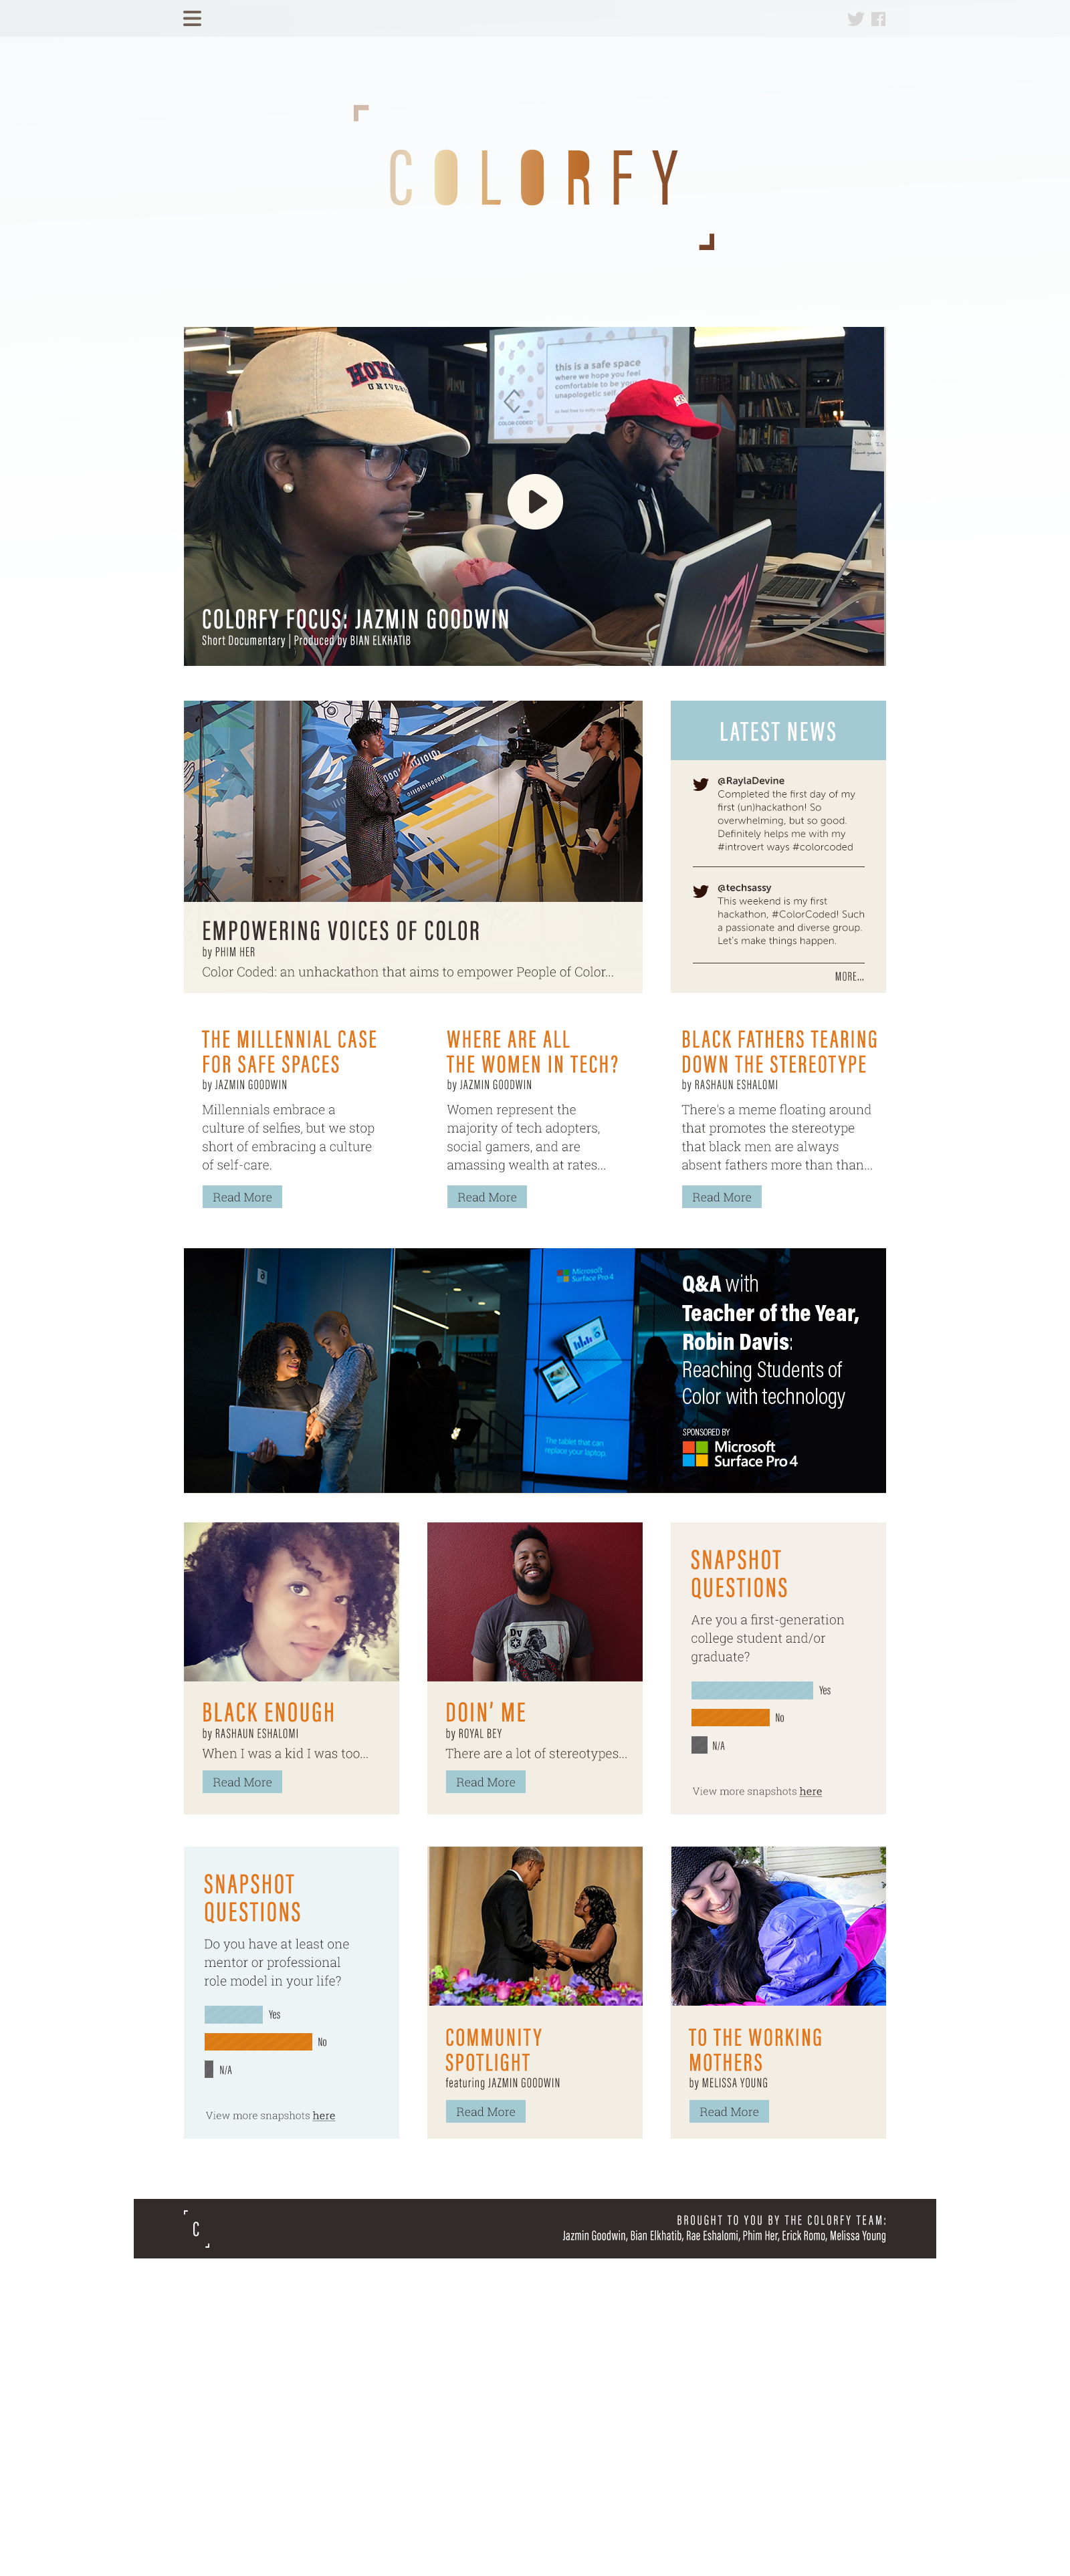 COLORFY
HOW
UNIVER
this is a safe space
where we hope you feel
comfortable to be your
unapologetic self
COLOR-CODED
COLORFY FOCUS: JAZMIN GOODWIN
Short Documentary | Produced by BIAN ELKHATIB
EMPOWERING VOICES OF COLOR
by PHIM HER
Color Coded: an unhackathon that aims to empower People of Color...
LATEST NEWS
@RaylaDevine
Completed the first day of my
first (un)hackathon! So
overwhelming, but so good.
Definitely helps me with my
#introvert ways #colorcoded
@techsassy
This weekend is my first
hackathon, #ColorCoded! Such
a passionate and diverse group.
Let's make things happen.
MORE...
THE MILLENNIAL CASE
FOR SAFE SPACES
by JAZMIN GOODWIN
Millennials embrace a
culture of selfies, but we stop
short of embracing a culture
of self-care.
Read More
WHERE ARE ALL
THE WOMEN IN TECH?
by JAZMIN GOODWIN
Women represent the
majority of tech adopters,
social gamers, and are
amassing wealth at rates...
Read More
BLACK FATHERS TEARING
DOWN THE STEREOTYPE
by RASHAUN ESHALOMI
There's a meme floating around
that promotes the stereotype
that black men are always
absent fathers more than than...
Read More
a
Microsoft
Surface Pro 4
The tablet that can
replace your laptop.
Q&A with
Teacher of the Year,
Robin Davis:
Reaching Students of
Color with technology
SPONSORED BY
Microsoft
Surface Pro 4
BLACK ENOUGH
by RASHAUN ESHALOMI
When I was a kid I was too...
Read More
DV
DOIN' ME
by ROYAL BEY
There are a lot of stereotypes...
Read More
SNAPSHOT
QUESTIONS
Are you a first-generation
college student and/or
graduate?
Yes
No
N/A
View more snapshots here
SNAPSHOT
QUESTIONS
Do you have at least one
mentor or professional
role model in your life?
Yes
No
N/A
View more snapshots here
COMMUNITY
SPOTLIGHT
featuring JAZMIN GOODWIN
Read More
TO THE WORKING
MOTHERS
by MELISSA YOUNG
Read More
C
BROUGHT TO YOU BY THE COLORFY TEAM:
Jazmin Goodwin, Bian Elkhatib, Rae Eshalomi, Phim Her, Erick Romo, Melissa Young